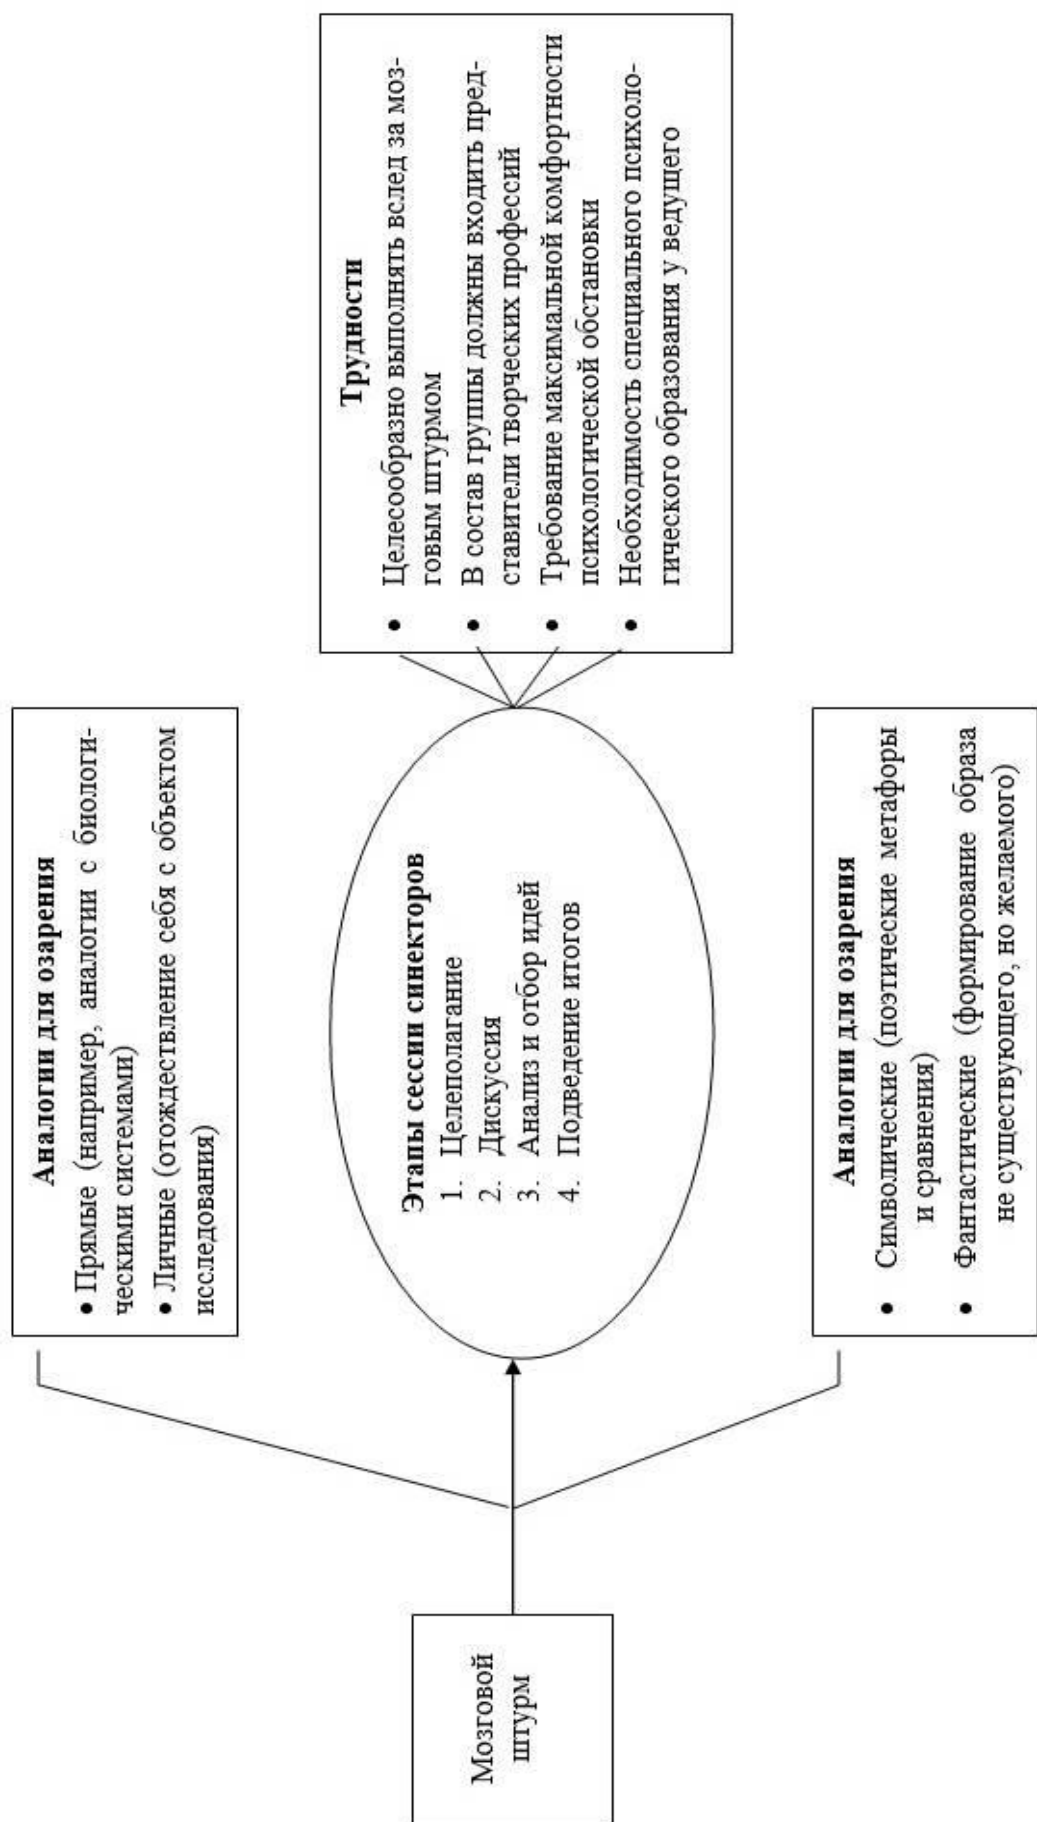 Мозговой
штурм
Аналогии для озарения
• Прямые (например, аналогии с биологи-
ческими системами)
• Личные (отождествление себя с объектом
исследования)
Этапы сессии синекторов
1. Целеполагание
2. Дискуссия
3. Анализ и отбор идей
4. Подведение итогов
Аналогии для озарения
• Символические (поэтические метафоры
и сравнения)
• Фантастические (формирование образа
не существующего, но желаемого)
Трудности
• Целесообразно выполнять вслед за моз-
говым штурмом
• В состав группы должны входить пред-
ставители творческих профессий
• Требование максимальной комфортности
психологической обстановки
• Необходимость специального психоло-
гического образования у ведущего